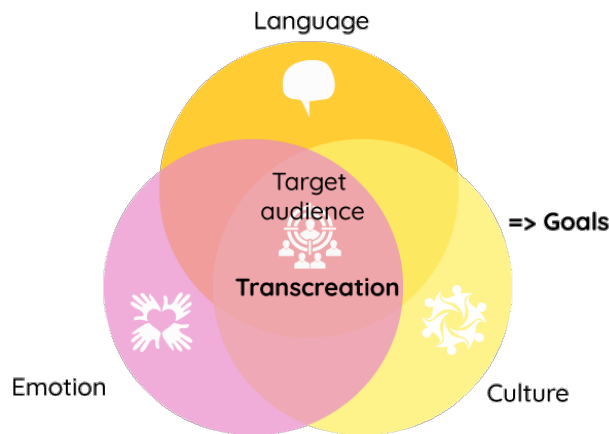 Language
Target
audience
=> Goals
Transcreation
Emotion
Culture